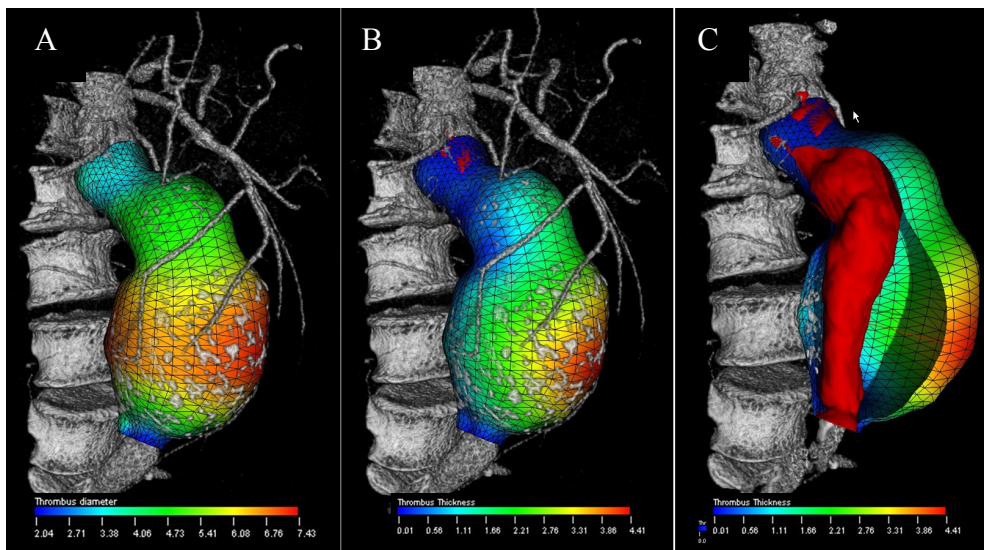 A
B
C
Thrombus diameter
2.04 2.71 3.38 4.06 4.73 5.41 6.08 6.76 7.43
Thrombus Thickness
0.01 0.56 1.11 1.66 2.21 2.76 3.31 3.86 4.41
Thrombus Thickness
0.01 0.56 1.11 1.66 2.21 2.76 3.31 3.86 4.41
Thr
0.0